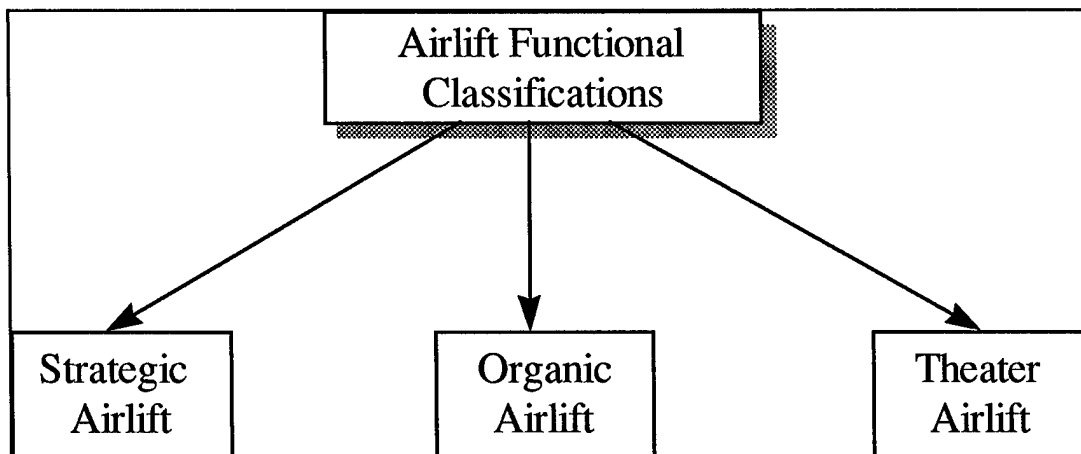 Airlift Functional
Classifications
Strategic
Airlift
Organic
Airlift
Theater
Airlift